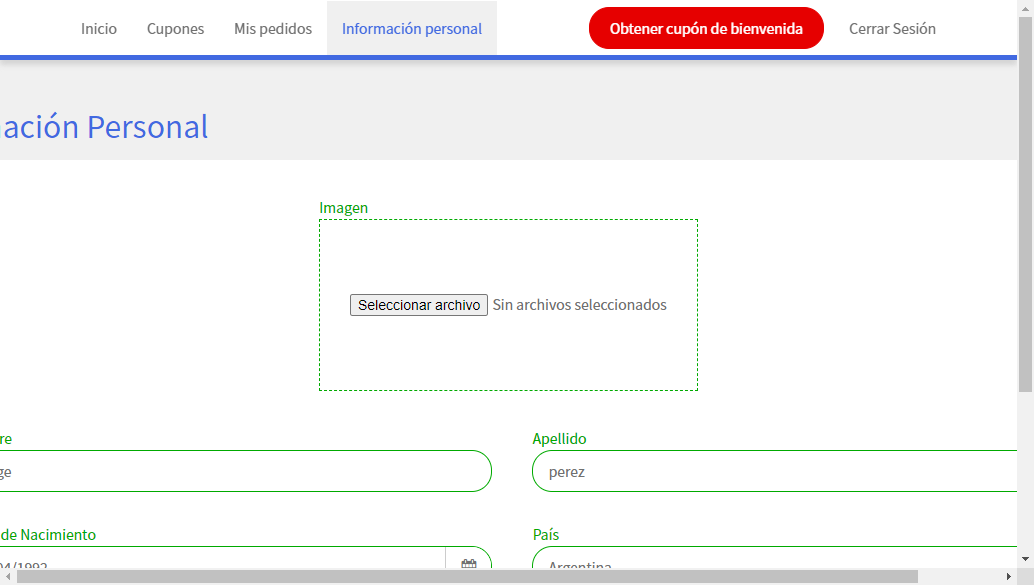 Inicio Cupones Mis pedidos Información personal Obtener cupón de bienvenida Cerrar Sesión
ación Personal
Imagen
Seleccionar archivo Sin archivos seleccionados
re Apellido
ge perez
de Nacimiento País
04/1992 Argentina